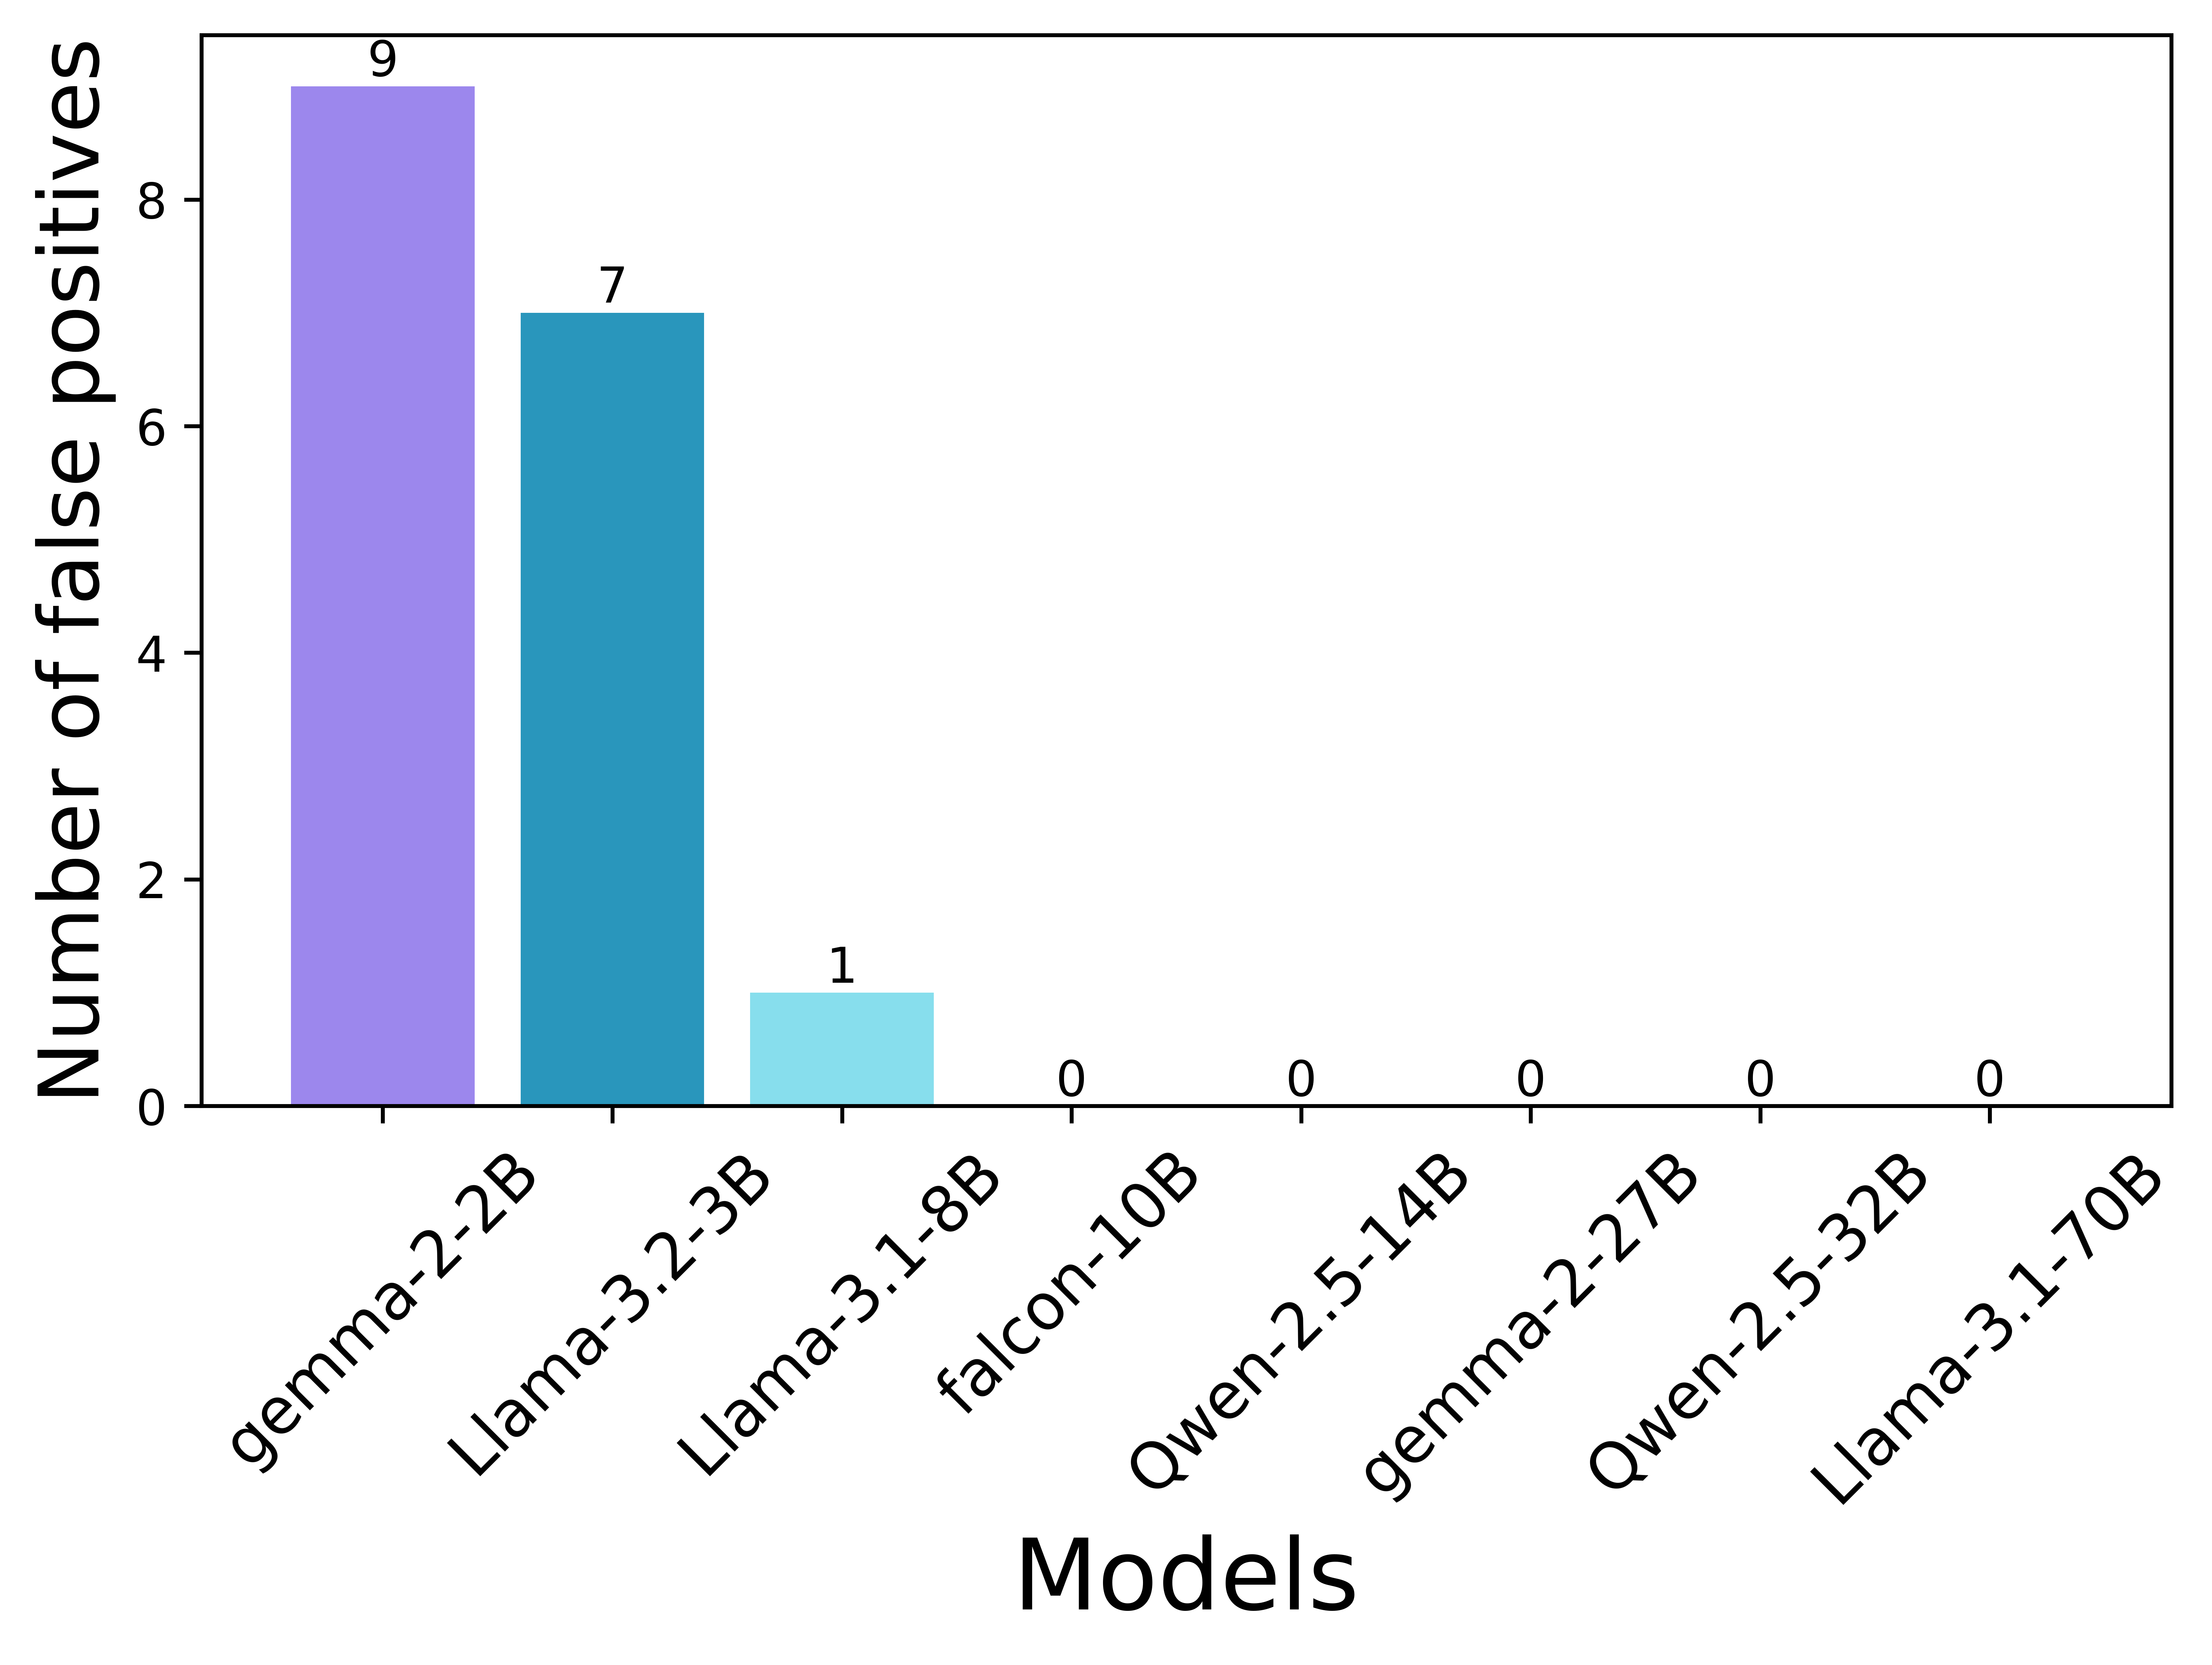 Number of false positives
8
6
4
2
0
9
7
1
0
0
0
0
0
gemma-2-2B
Llama-3.2-3B
Llama-3.1-8B
falcon-10B
Qwen-2.5-14B
gemma-2-27B
Qwen-2.5-32B
Llama-3.1-70B
Models